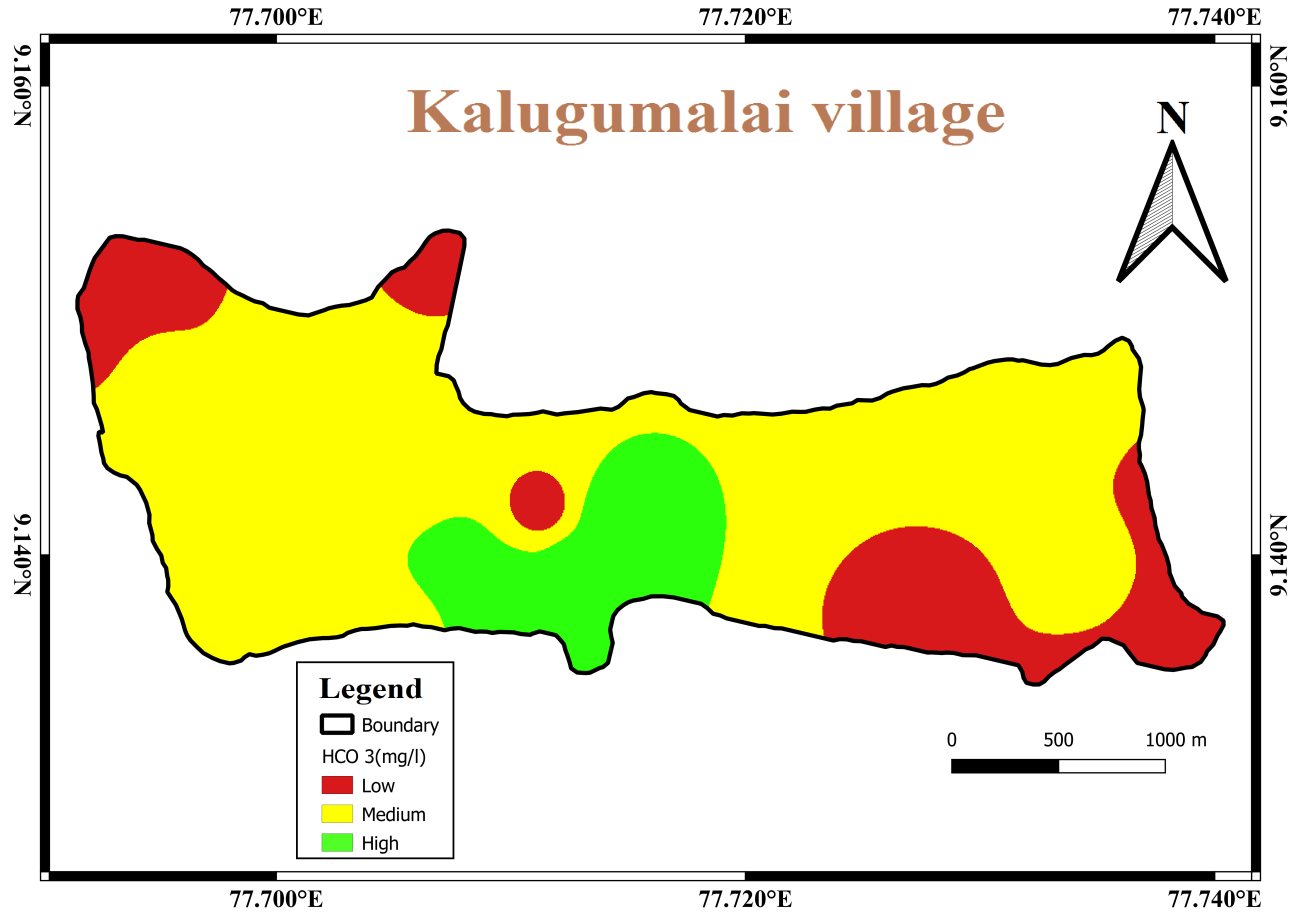 77.700°E 77.720°E 77.740°E
9.160°N 9.160°N
Kalugumalai village
N
9.140°N 9.140°N
Legend
Boundary
HCO 3(mg/l)
Low
Medium
High
0 500 1000 m
77.700°E 77.720°E 77.740°E